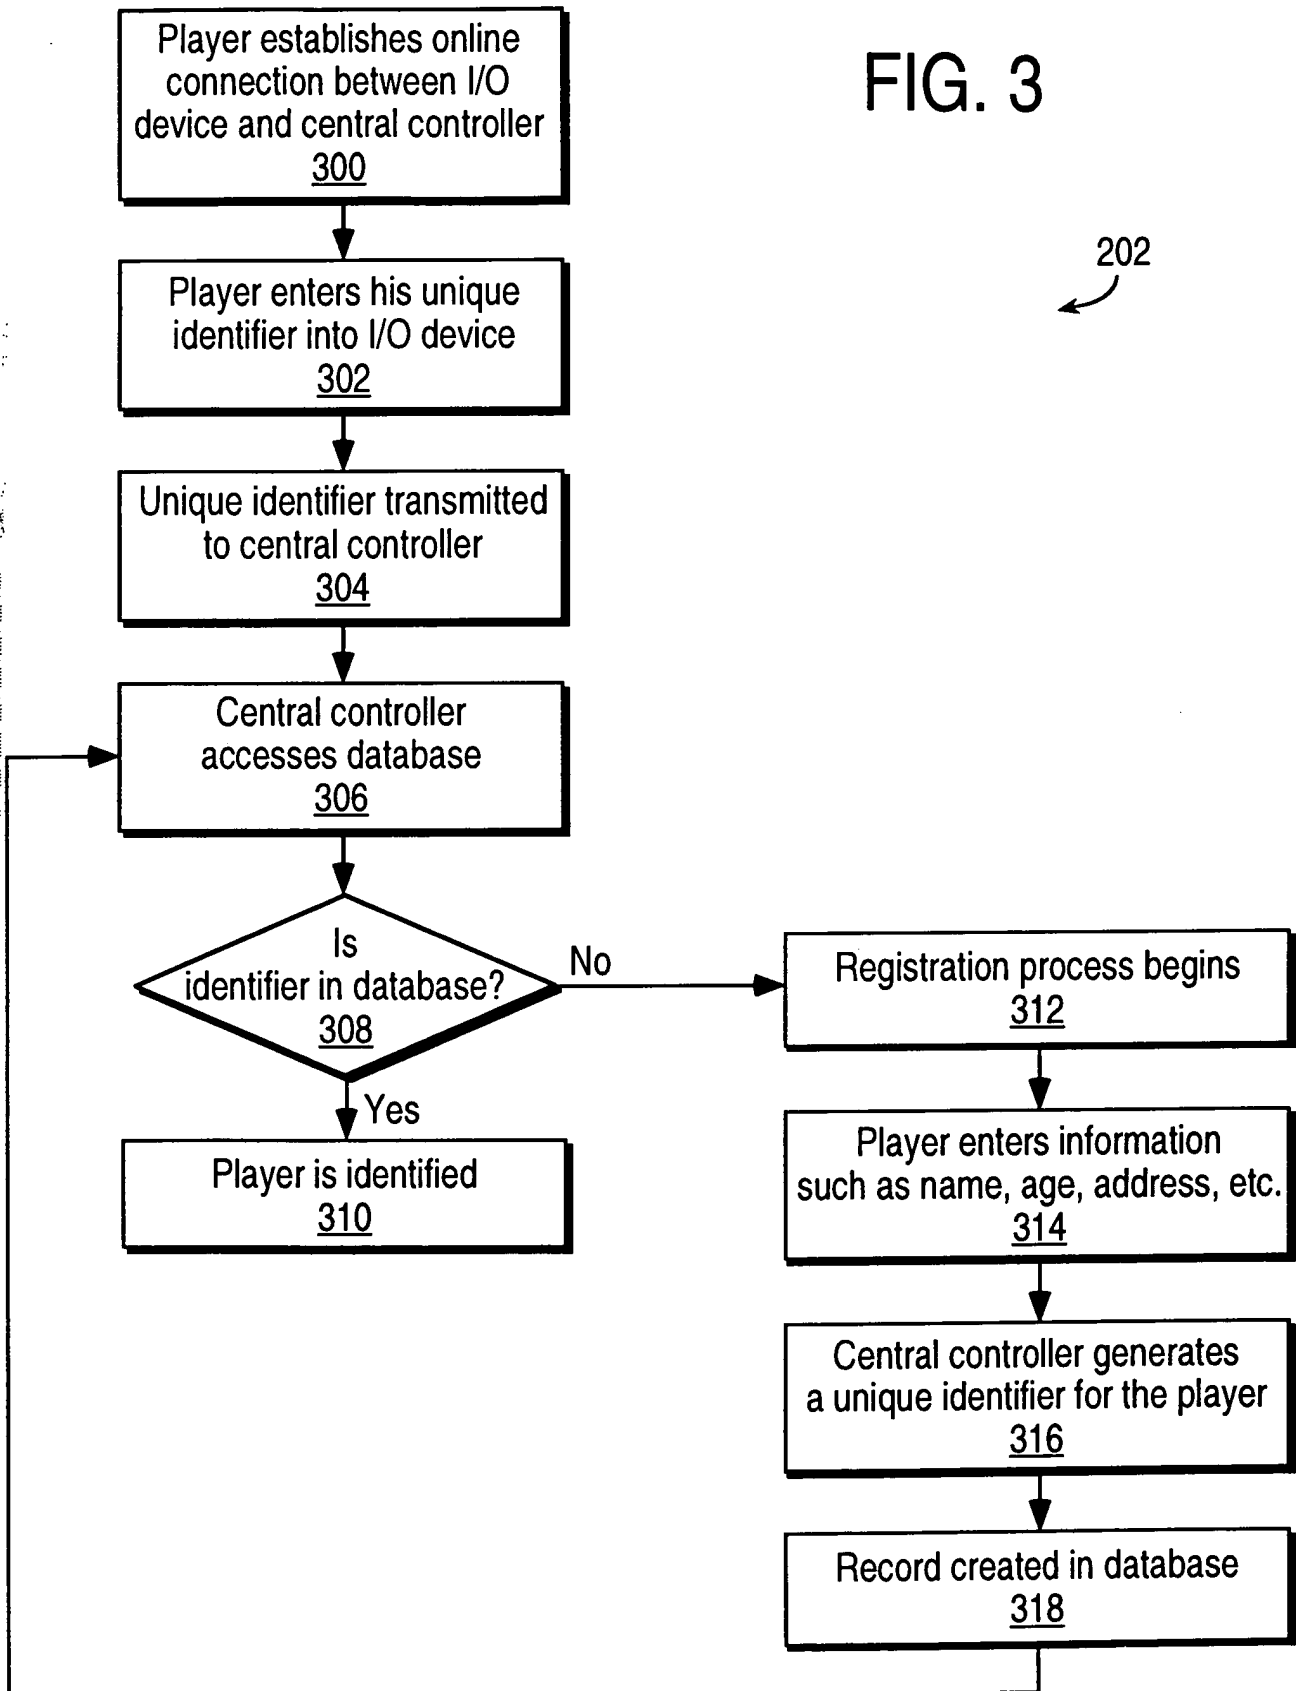 FIG. 3
202
Player establishes online
connection between I/O
device and central controller
300
Player enters his unique
identifier into I/O device
302
Unique identifier transmitted
to central controller
304
Central controller
accesses database
306
Is
identifier in database?
308
No
Yes
Player is identified
310
Registration process begins
312
Player enters information
such as name, age, address, etc.
314
Central controller generates
a unique identifier for the player
316
Record created in database
318